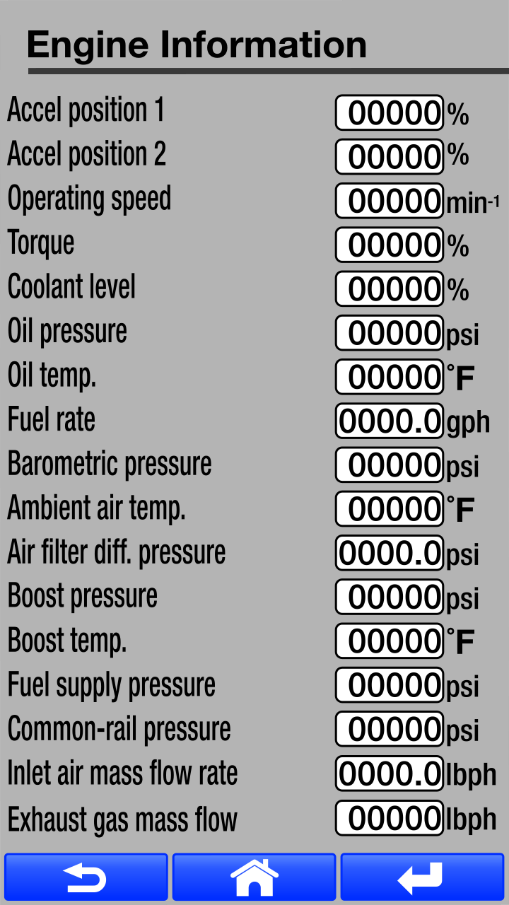 Engine Information
Accel position 1 00000 %
Accel position 2 00000 %
Operating speed 00000 min-1
Torque 00000 %
Coolant level 00000 %
Oil pressure 00000 psi
Oil temp. 00000 °F
Fuel rate 0000.0 gph
Barometric pressure 00000 psi
Ambient air temp. 00000 °F
Air filter diff. pressure 0000.0 psi
Boost pressure 00000 psi
Boost temp. 00000 °F
Fuel supply pressure 00000 psi
Common-rail pressure 00000 psi
Inlet air mass flow rate 0000.0 lbph
Exhaust gas mass flow 00000 lbph